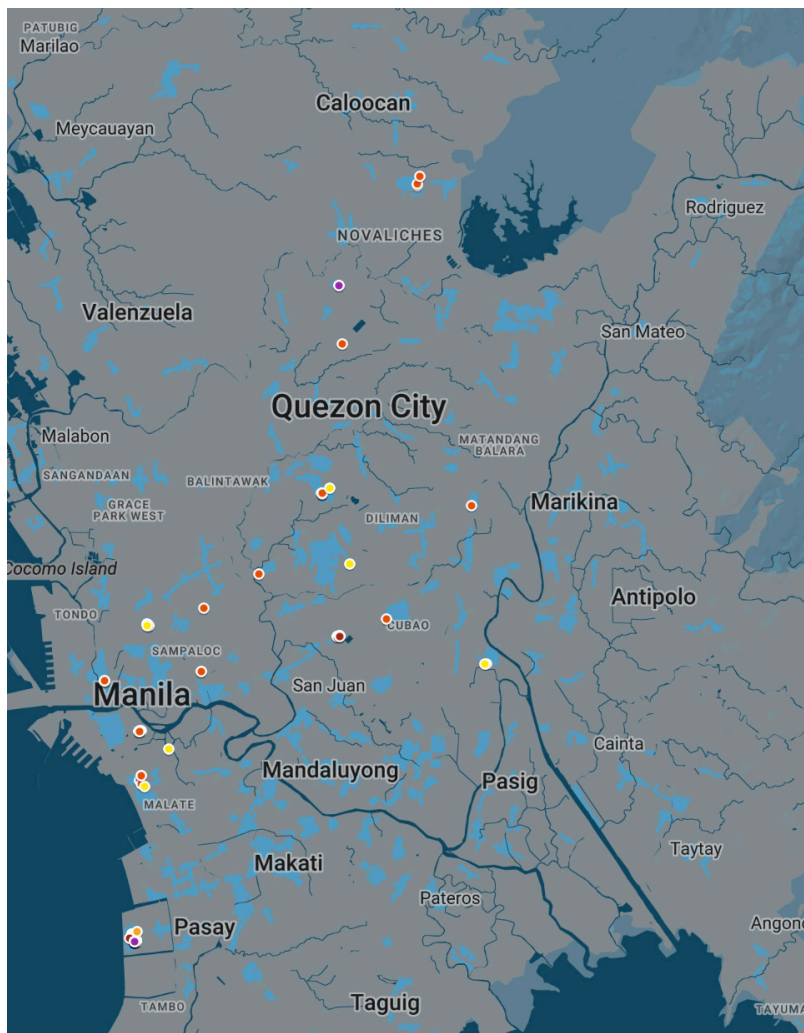 PATUBIG
Marilao
Caloocan
Meycauayan
Rodriguez
NOVALICHES
Valenzuela
San Mateo
Quezon City
Malabon
MATANDANG
BALARA
SANGANDAAN
BALINTAWAK
Marikina
GRACE
PARK WEST
DILIMAN
Cocomo Island
Antipolo
TONDO
CUBAO
SAMPALOC
San Juan
Manila
Cainta
Mandaluyong
Pasig
MALATE
Taytay
Makati
Pateros
Pasay
Angono
TAMBO
Taguig
TAYUMA